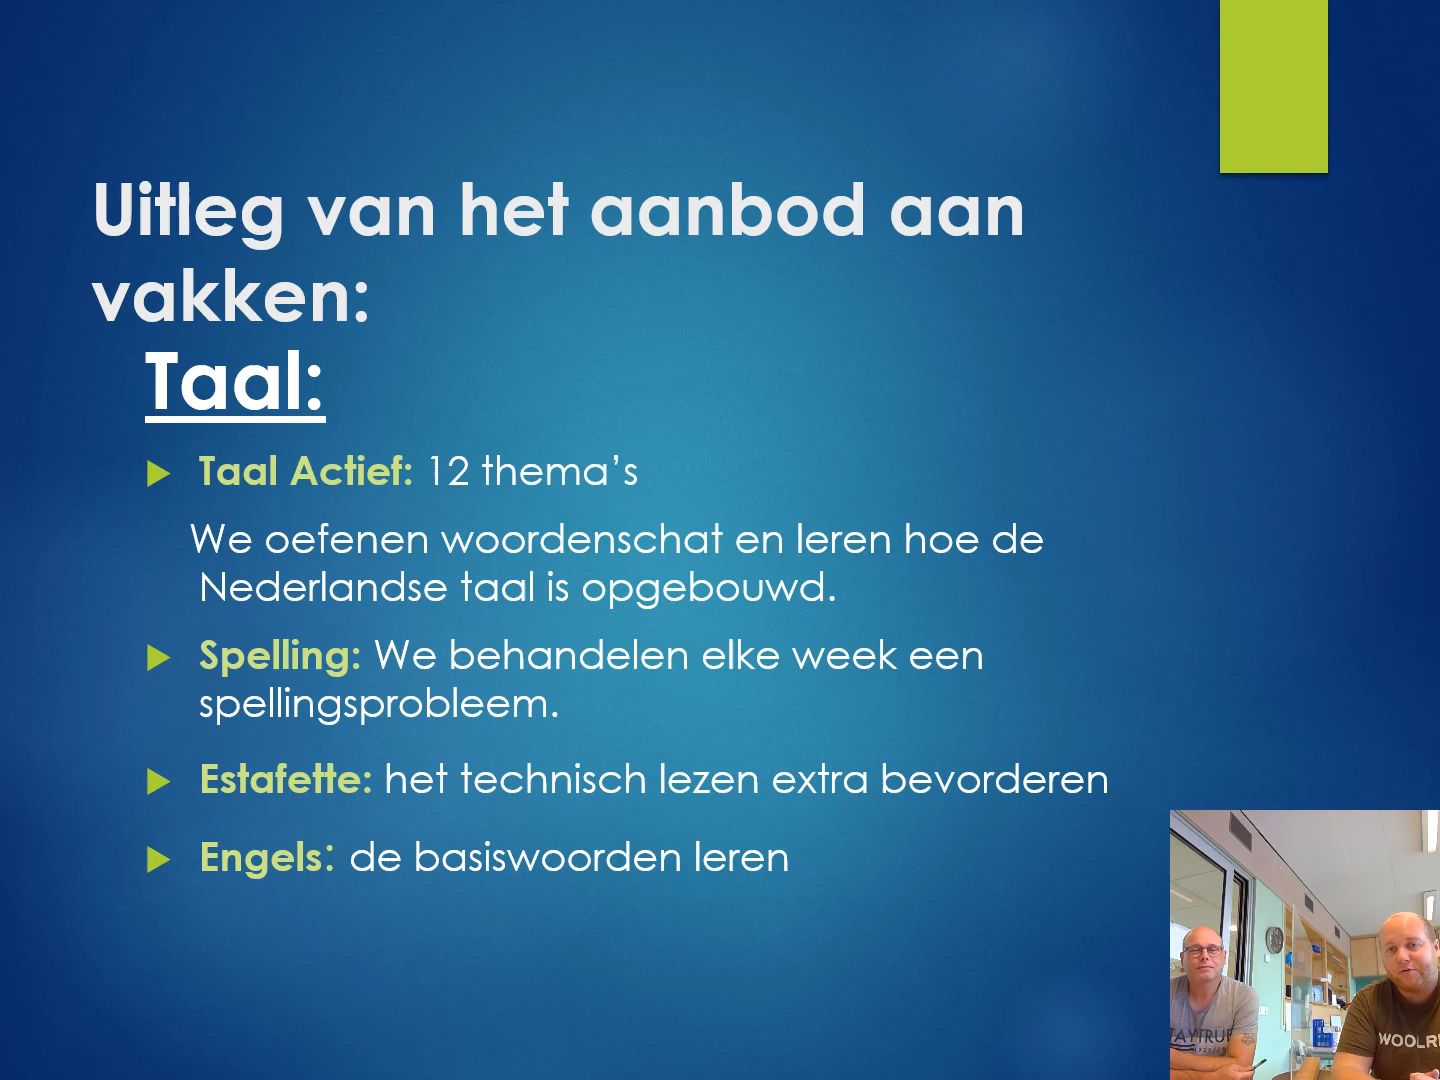 Uitleg van het aanbod aan
vakken:
Taal:
Taal Actief: 12 thema’s
We oefenen woordenschat en leren hoe de
Nederlandse taal is opgebouwd.
Spelling: We behandelen elke week een
spellingsprobleem.
Estafette: het technisch lezen extra bevorderen
Engels: de basiswoorden leren
TAYTRUE
WOOLR